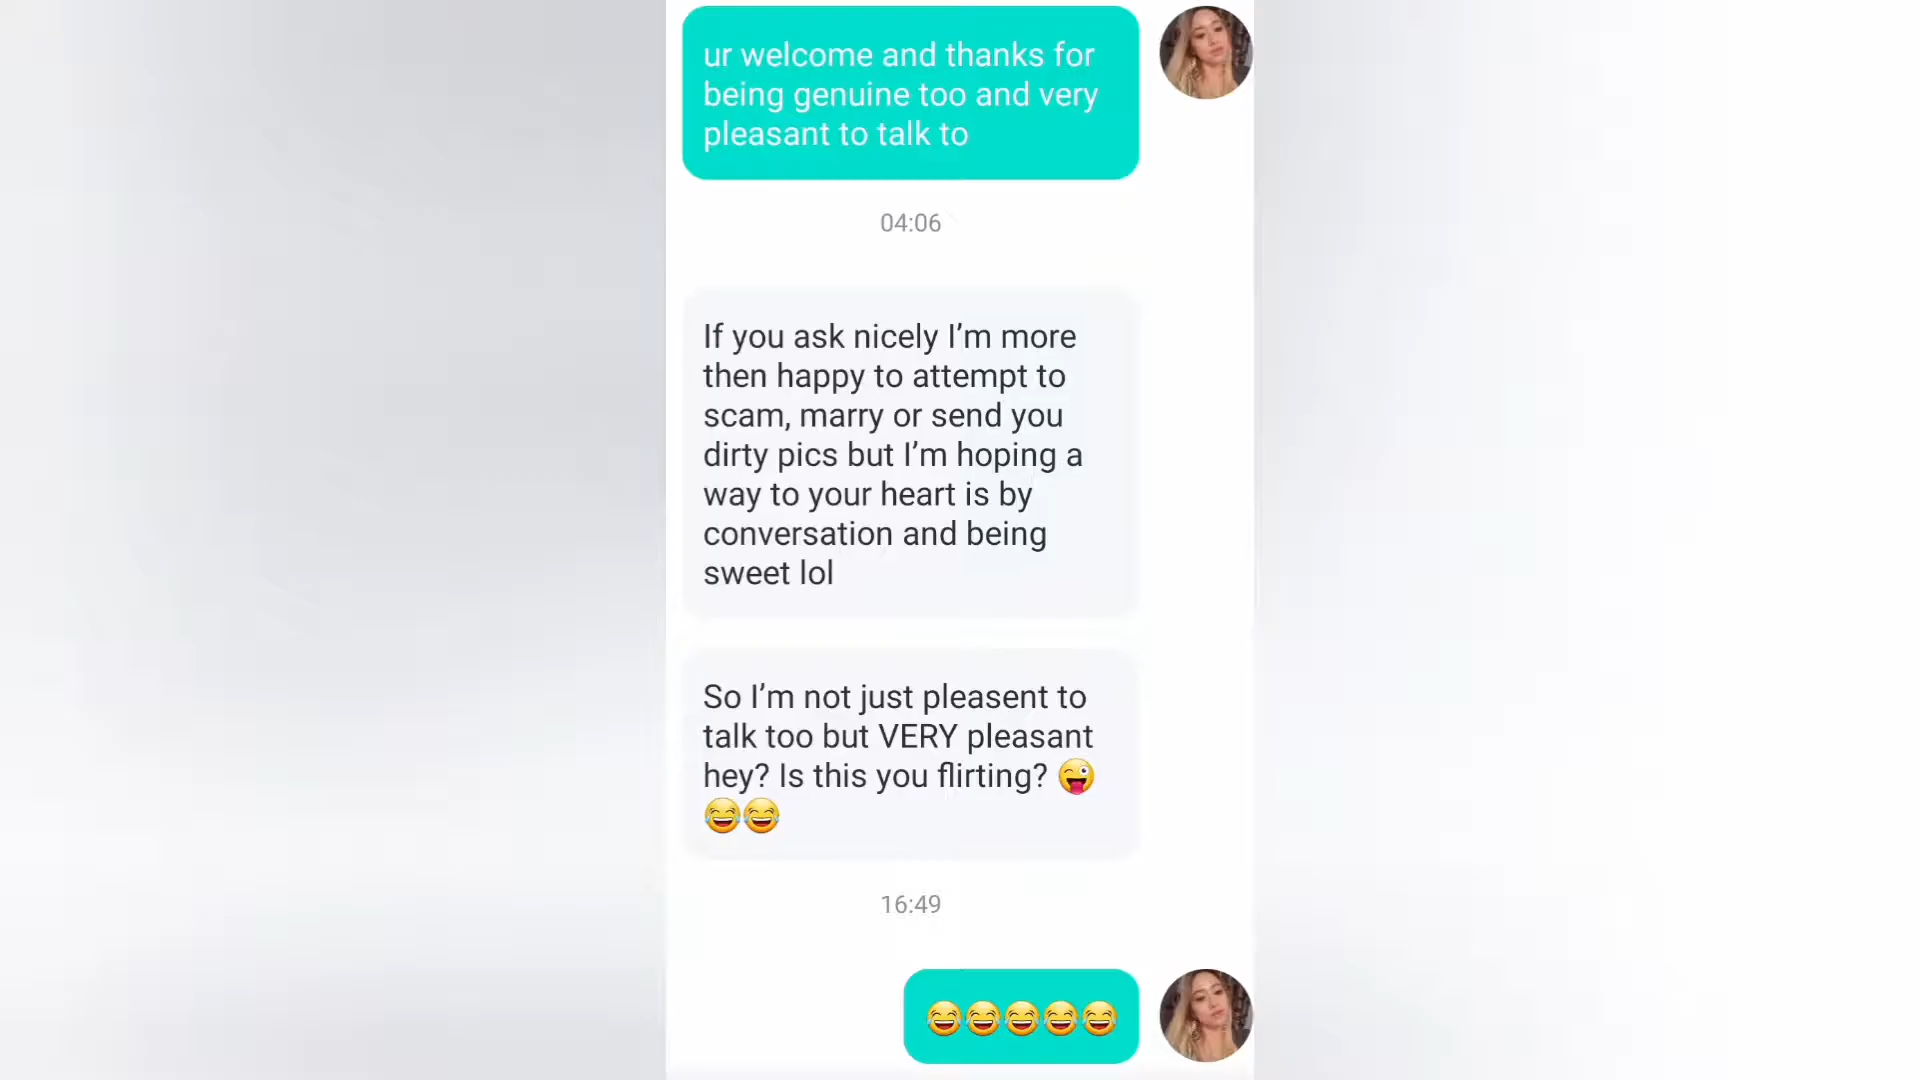 ur welcome and thanks for
being genuine too and very
pleasant to talk to
04:06
If you ask nicely I’m more
then happy to attempt to
scam, marry or send you
dirty pics but I’m hoping a
way to your heart is by
conversation and being
sweet lol
So I’m not just pleasent to
talk too but VERY pleasant
hey? Is this you flirting? 😜
😂😂
16:49
😂😂😂😂😂